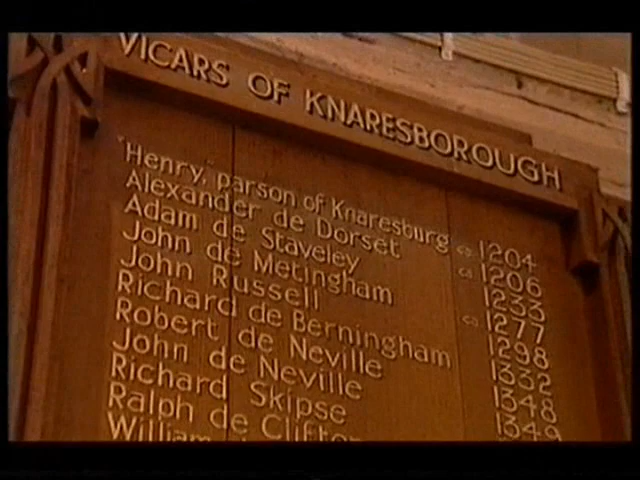 VICARS OF KNARESBOROUGH
"Henry," parson of Knaresburg c. 1204
Alexander de Dorset c. 1206
Adam de Staveley 1233
John de Metingham c. 1277
John Russell 1298
Richard de Berningham 1332
Robert de Neville 1348
John de Neville 1349
Richard Skipse
Ralph de Clifton
William